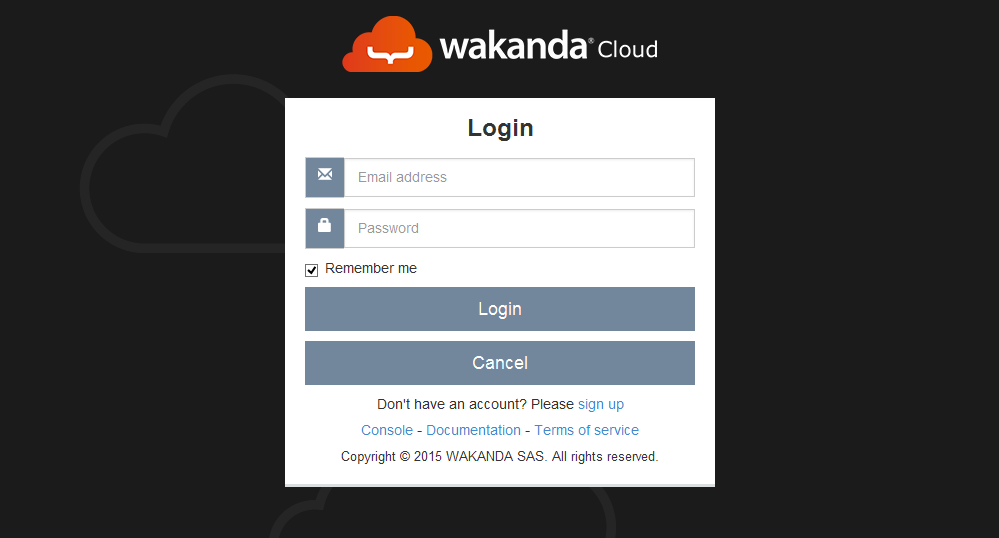 wakanda® Cloud
Login
Email address
Password
Remember me
Login
Cancel
Don't have an account? Please sign up
Console - Documentation - Terms of service
Copyright © 2015 WAKANDA SAS. All rights reserved.